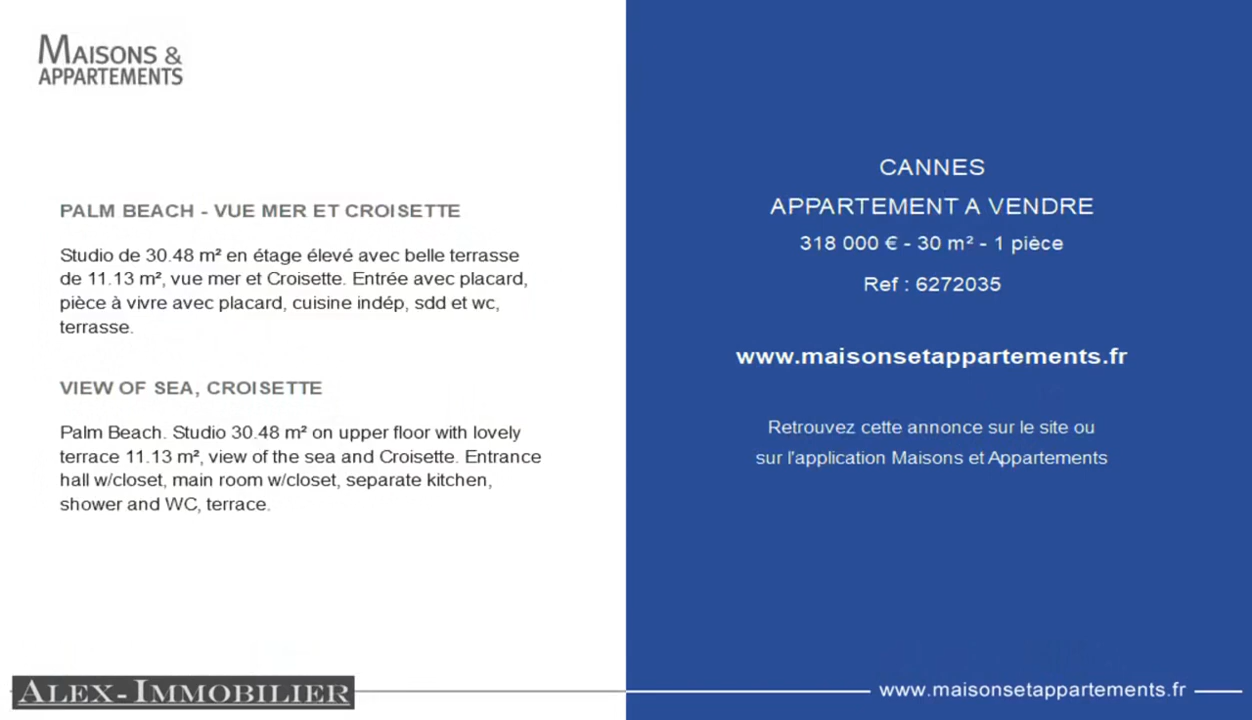 MAISONS &
APPARTEMENTS
PALM BEACH - VUE MER ET CROISETTE
Studio de 30.48 m² en étage élevé avec belle terrasse
de 11.13 m², vue mer et Croisette. Entrée avec placard,
pièce à vivre avec placard, cuisine indép, sdd et wc,
terrasse.
VIEW OF SEA, CROISETTE
Palm Beach. Studio 30.48 m² on upper floor with lovely
terrace 11.13 m², view of the sea and Croisette. Entrance
hall w/closet, main room w/closet, separate kitchen,
shower and WC, terrace.
ALEX-IMMOBILIER
CANNES
APPARTEMENT A VENDRE
318 000 € - 30 m² - 1 pièce
Ref : 6272035
www.maisonsetappartements.fr
Retrouvez cette annonce sur le site ou
sur l'application Maisons et Appartements
www.maisonsetappartements.fr